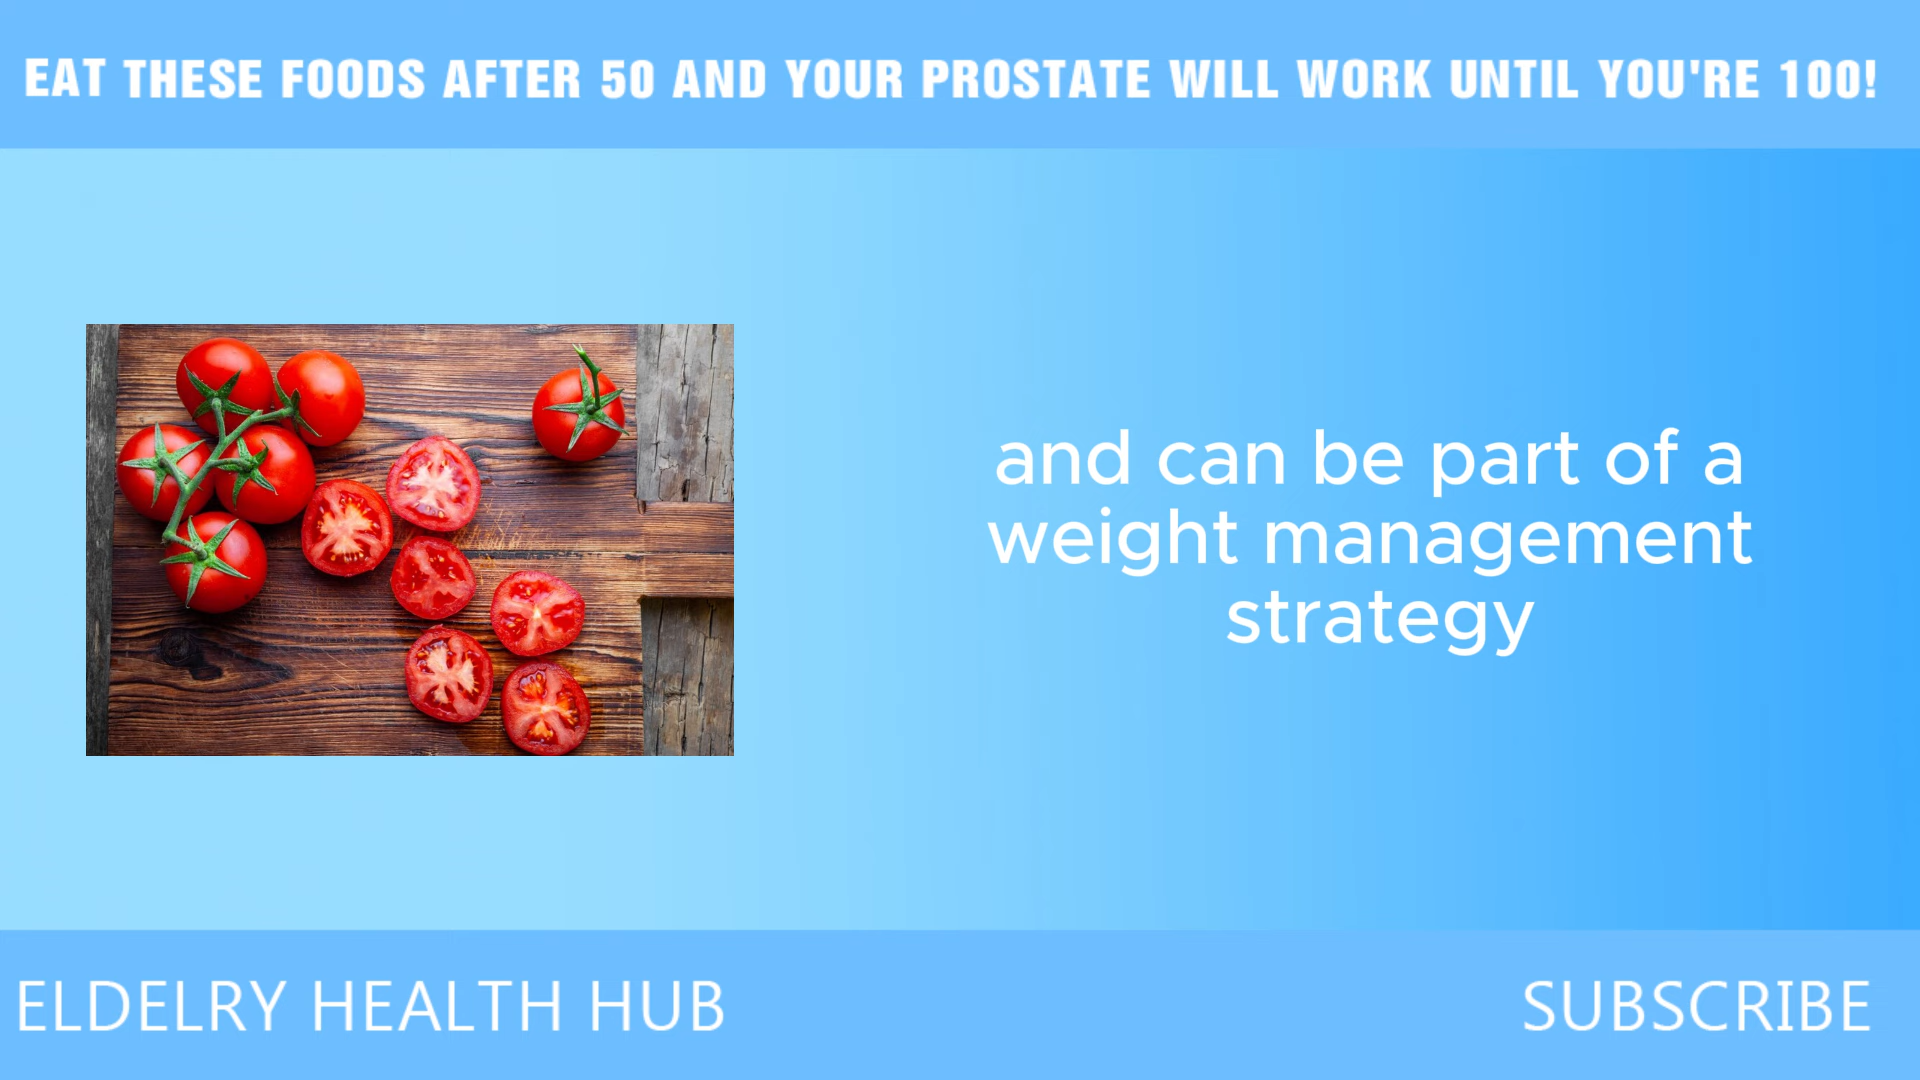 EAT THESE FOODS AFTER 50 AND YOUR PROSTATE WILL WORK UNTIL YOU'RE 100!
and can be part of a
weight management
strategy
ELDELRY HEALTH HUB
SUBSCRIBE